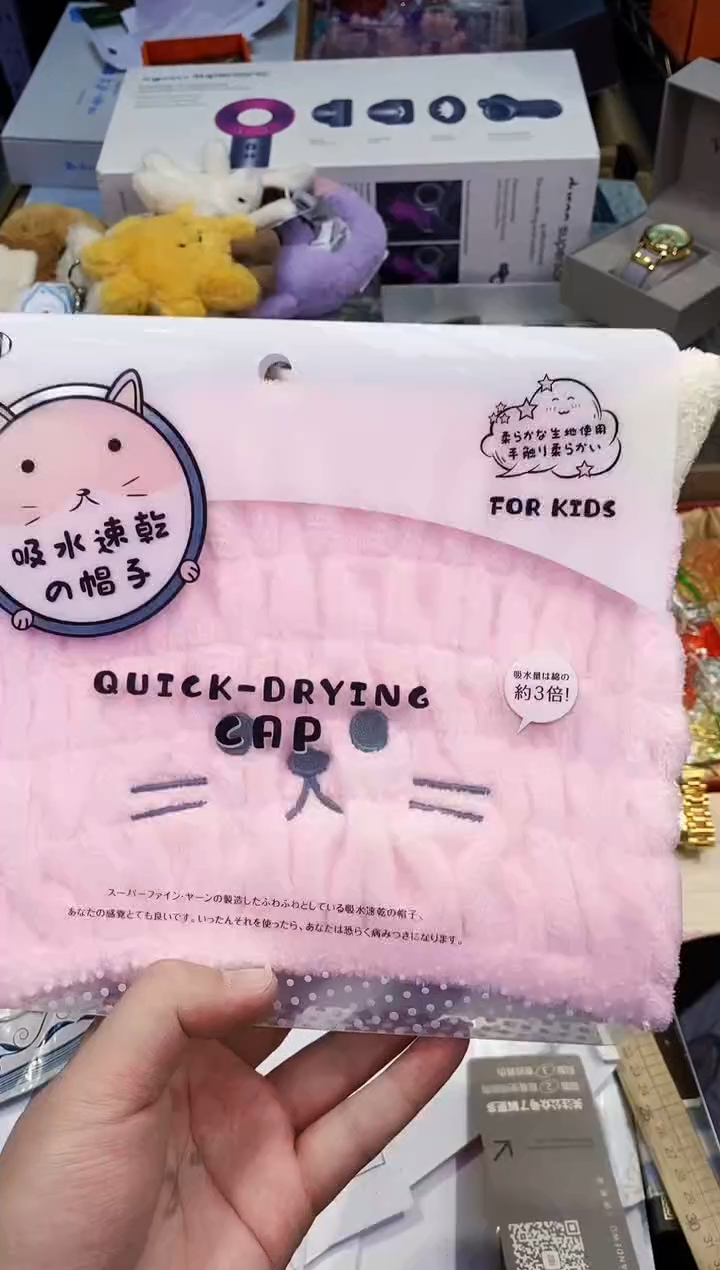 柔らかな生地使用
手触り柔らかい
FOR KIDS
吸水速乾
の帽子
吸水量は綿の
約3倍!
QUICK-DRYING
CAP
スーパーファイン・ヤーンの製造したふわふわとしている吸水速乾の帽子、
あなたの感覚とても良いです。いったんそれを使ったら、あなたは恐らく病みつきになります。